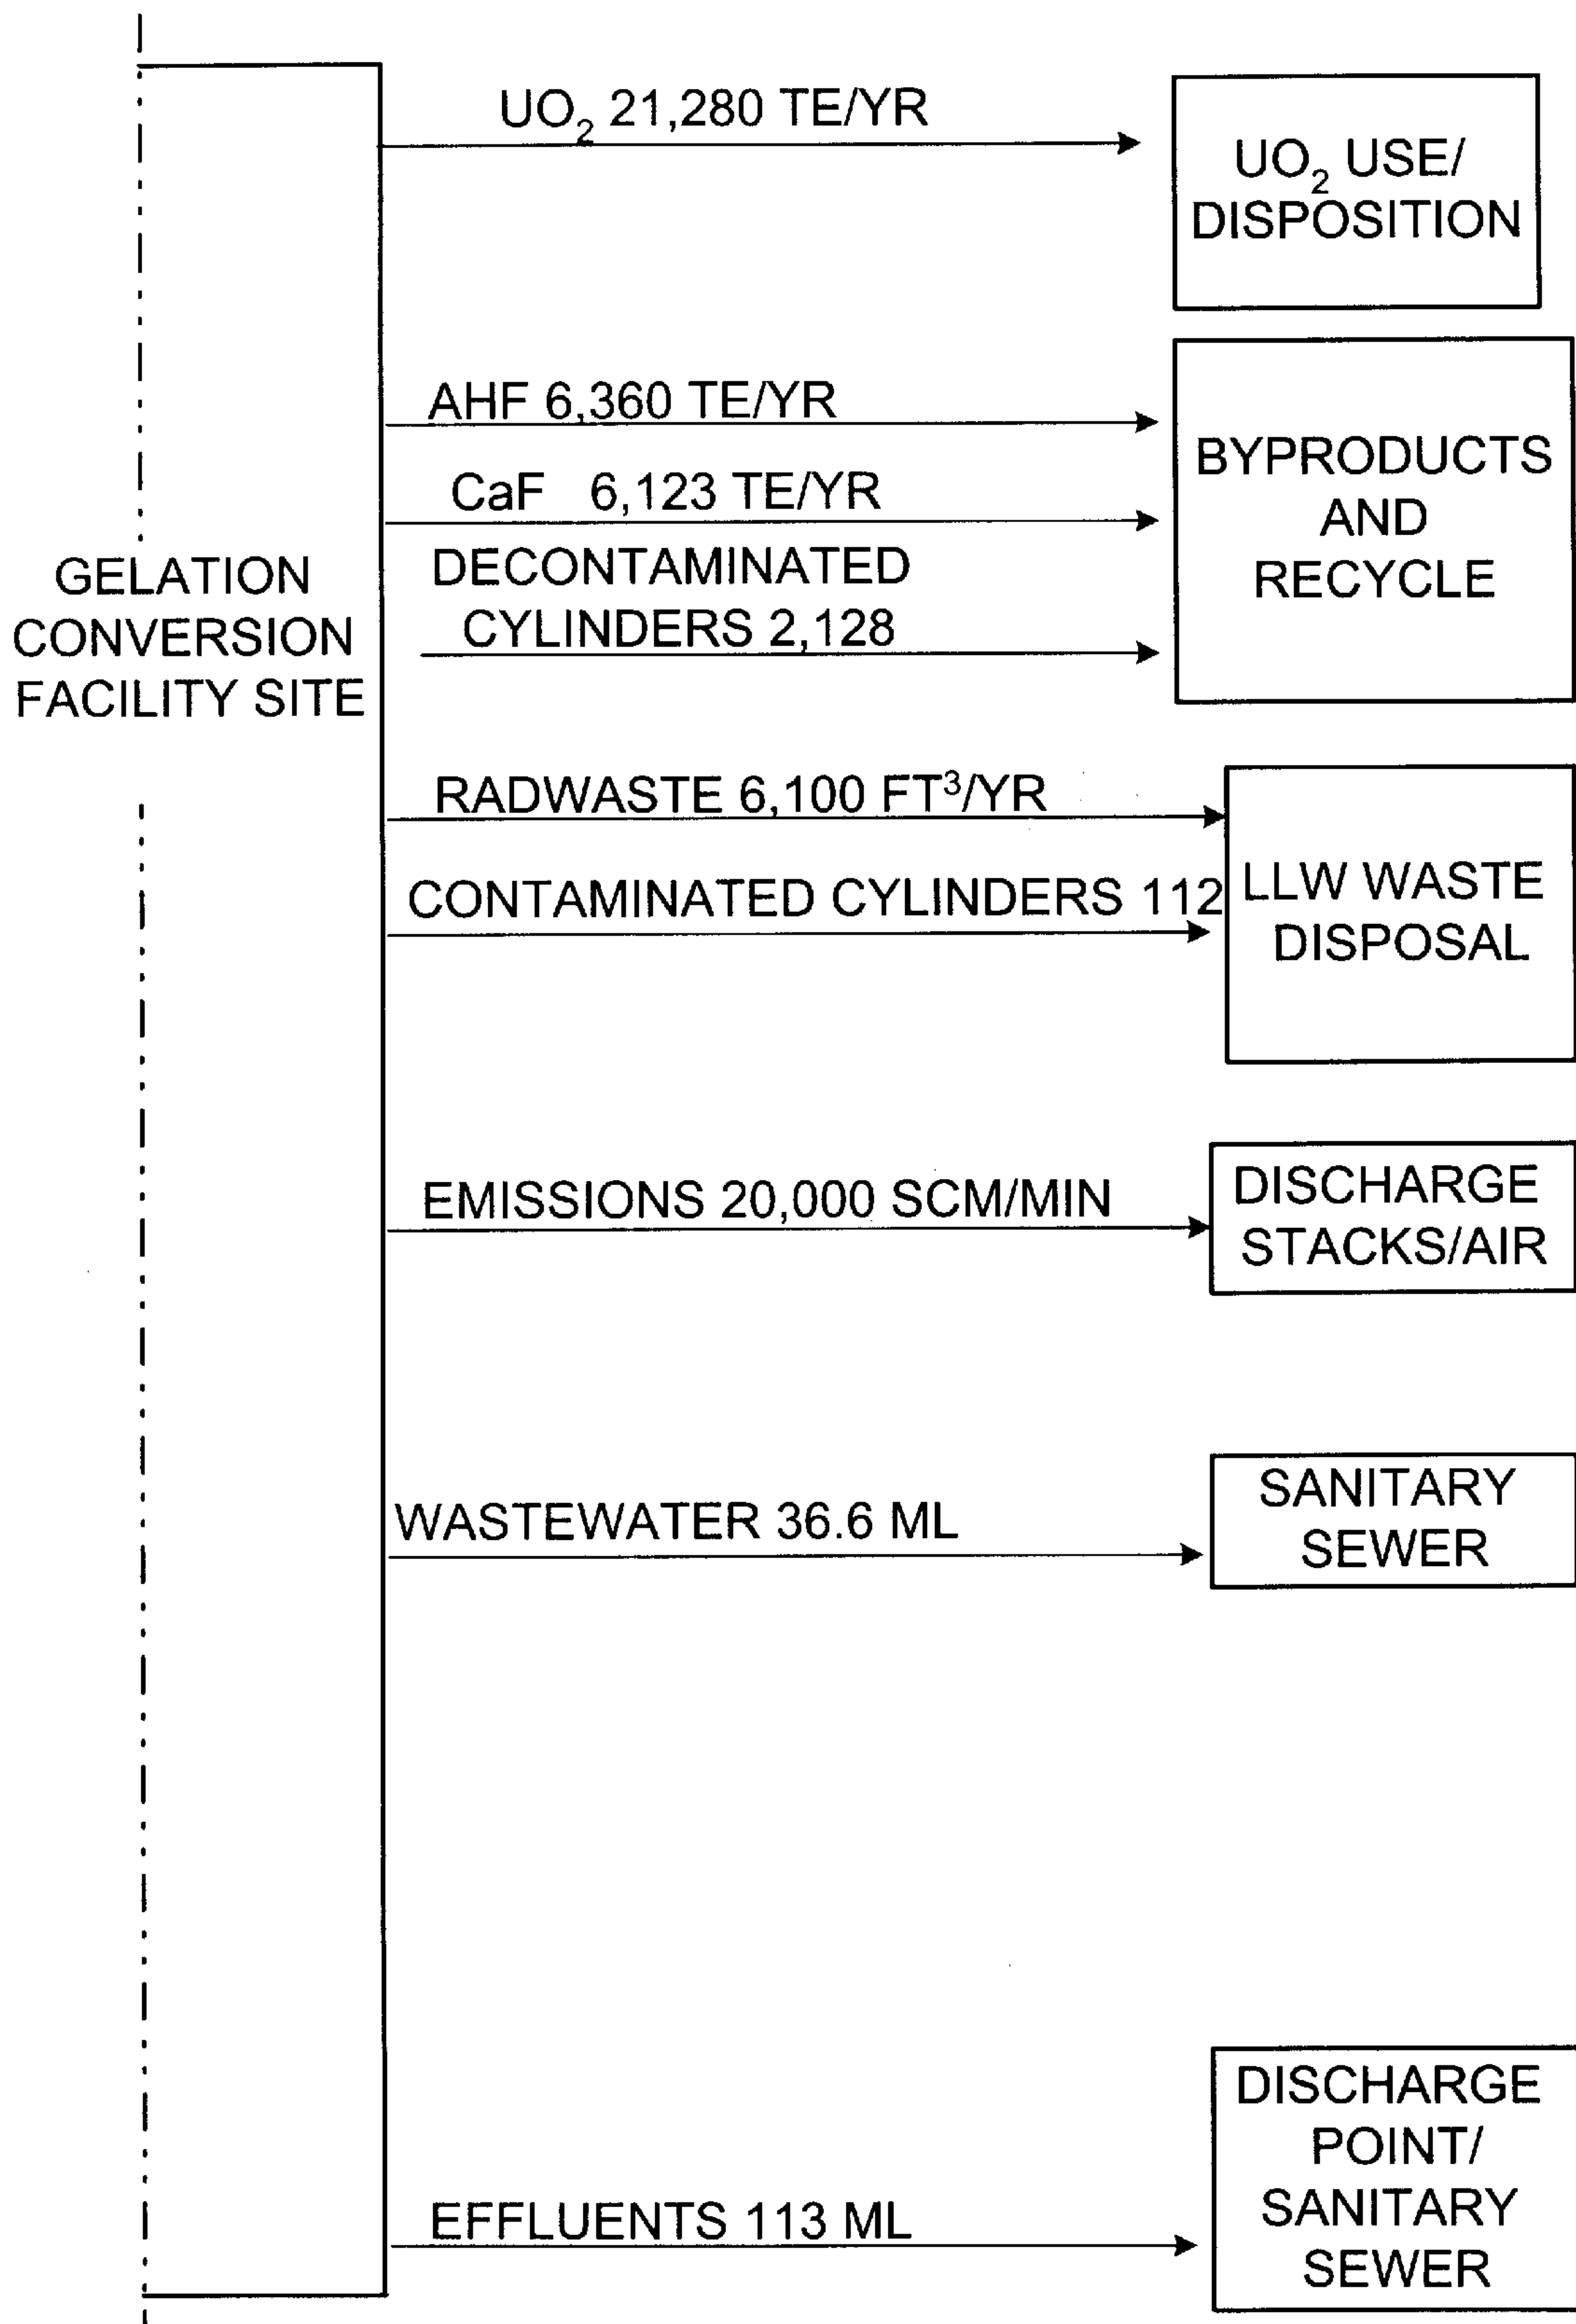 UO₂ 21,280 TE/YR
UO₂ USE/
DISPOSITION
AHF 6,360 TE/YR
CaF 6,123 TE/YR
DECONTAMINATED
CYLINDERS 2,128
BYPRODUCTS
AND
RECYCLE
GELATION
CONVERSION
FACILITY SITE
RADWASTE 6,100 FT³/YR
CONTAMINATED CYLINDERS 112
LLW WASTE
DISPOSAL
EMISSIONS 20,000 SCM/MIN
DISCHARGE
STACKS/AIR
WASTEWATER 36.6 ML
SANITARY
SEWER
EFFLUENTS 113 ML
DISCHARGE
POINT/
SANITARY
SEWER